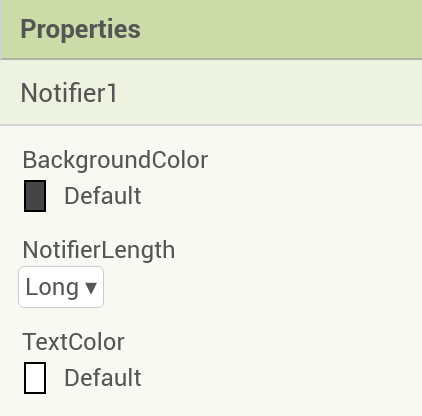 Properties
Notifier1
BackgroundColor
Default
NotifierLength
Long ▾
TextColor
Default